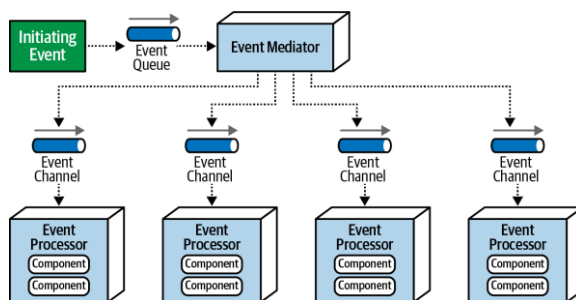 Initiating
Event
Event
Queue
Event Mediator
Event
Channel
Event
Channel
Event
Channel
Event
Channel
Event
Processor
Component
Component
Event
Processor
Component
Component
Event
Processor
Component
Component
Event
Processor
Component
Component